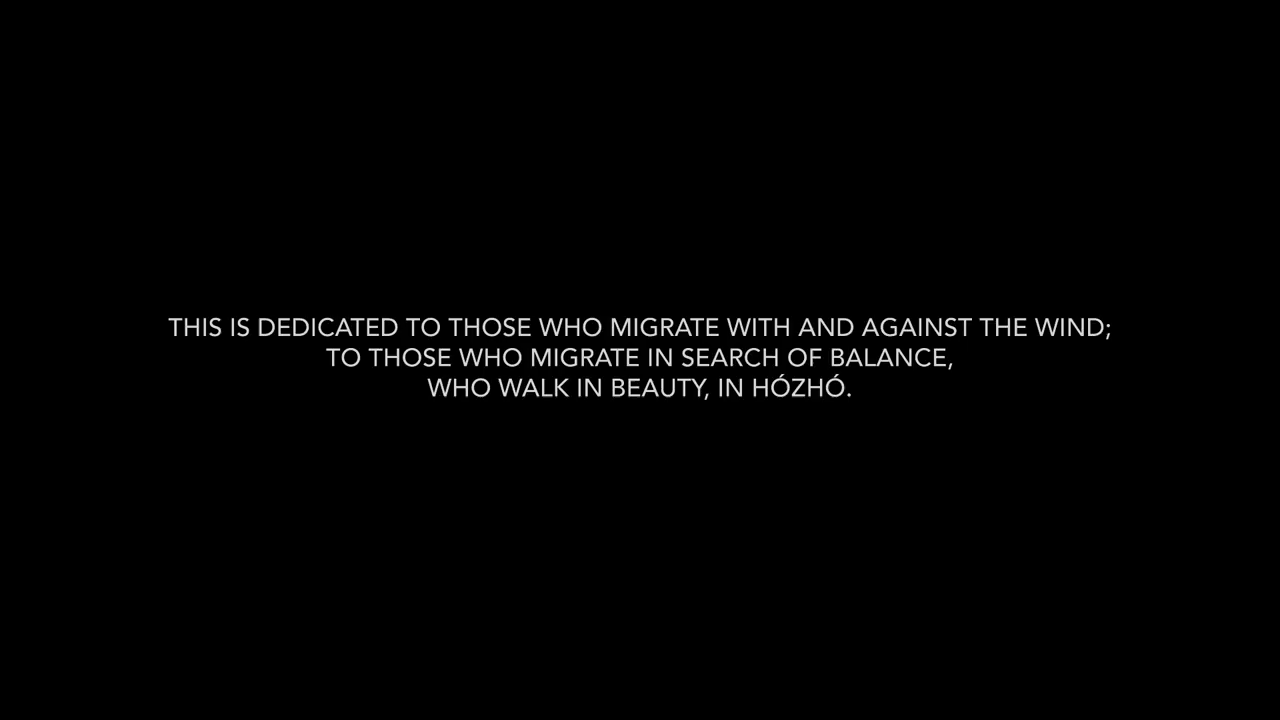 THIS IS DEDICATED TO THOSE WHO MIGRATE WITH AND AGAINST THE WIND;
TO THOSE WHO MIGRATE IN SEARCH OF BALANCE,
WHO WALK IN BEAUTY, IN HÓZHÓ.